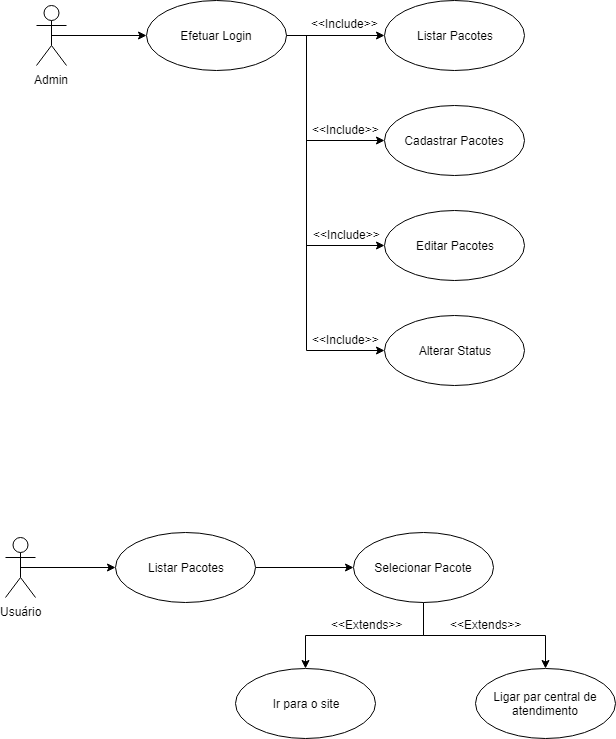 <<Include>>
Efetuar Login
Listar Pacotes
Admin
<<Include>>
Cadastrar Pacotes
<<Include>>
Editar Pacotes
<<Include>>
Alterar Status
Listar Pacotes
Selecionar Pacote
Usuário
<<Extends>>
<<Extends>>
Ir para o site
Ligar par central de
atendimento